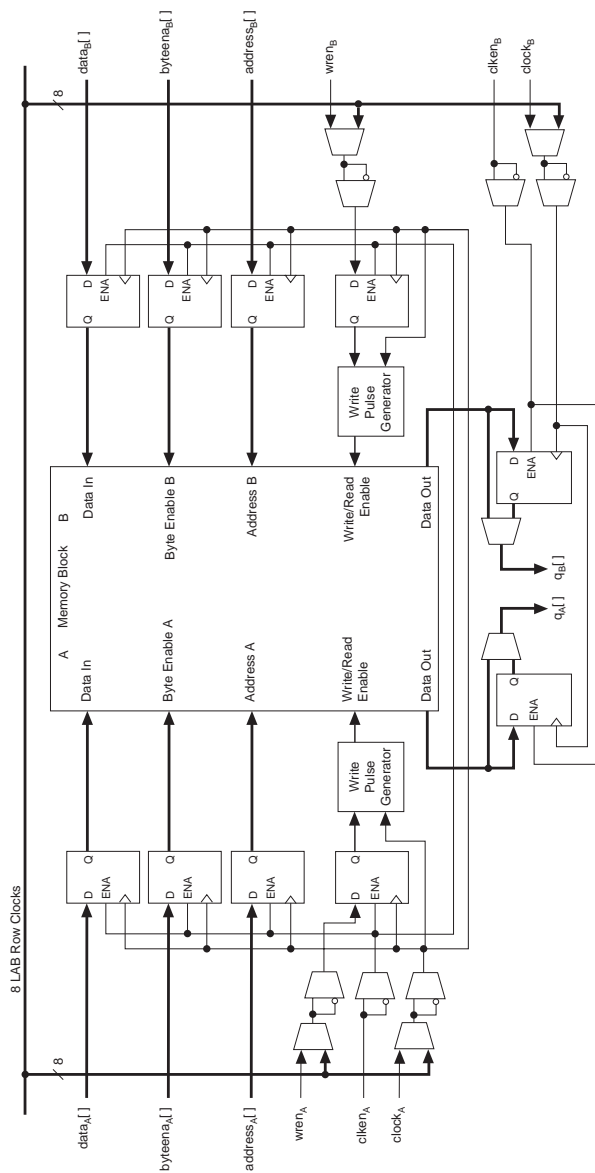 8 LAB Row Clocks
8
8
data_A[ ]
byteena_A[ ]
address_A[ ]
wren_A
clken_A
clock_A
D
Q
ENA
D
Q
ENA
D
Q
ENA
D
Q
ENA
Write
Pulse
Generator
A
Memory Block
B
Data In
Byte Enable A
Address A
Write/Read
Enable
Data Out
Data In
Byte Enable B
Address B
Write/Read
Enable
Data Out
Write
Pulse
Generator
Q
D
ENA
Q
D
ENA
Q
D
ENA
Q
D
ENA
data_B[ ]
byteena_B[ ]
address_B[ ]
wren_B
clken_B
clock_B
D
Q
ENA
q_A[ ]
q_B[ ]
Q
D
ENA